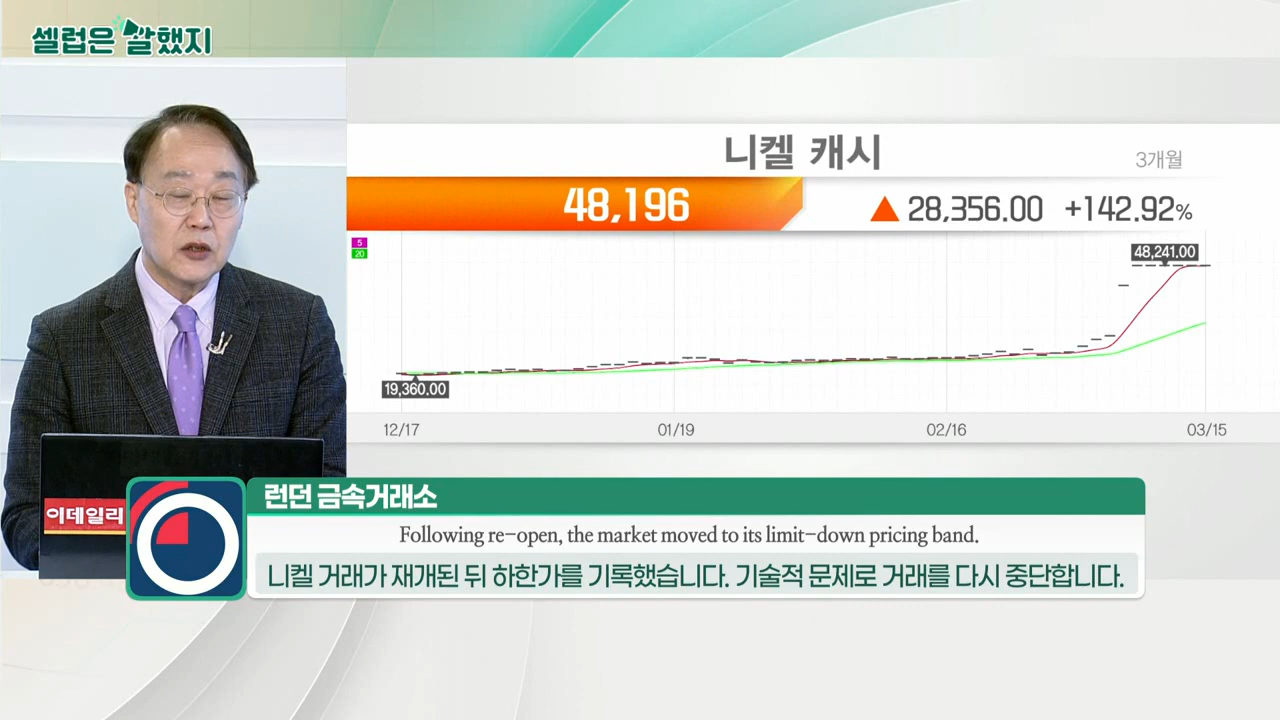 셀럽은 말했지
니켈 캐시
3개월
48,196
▲ 28,356.00 +142.92%
5
20
48,241.00
19,360.00
12/17
01/19
02/16
03/15
이데일리
런던 금속거래소
Following re-open, the market moved to its limit-down pricing band.
니켈 거래가 재개된 뒤 하한가를 기록했습니다. 기술적 문제로 거래를 다시 중단합니다.